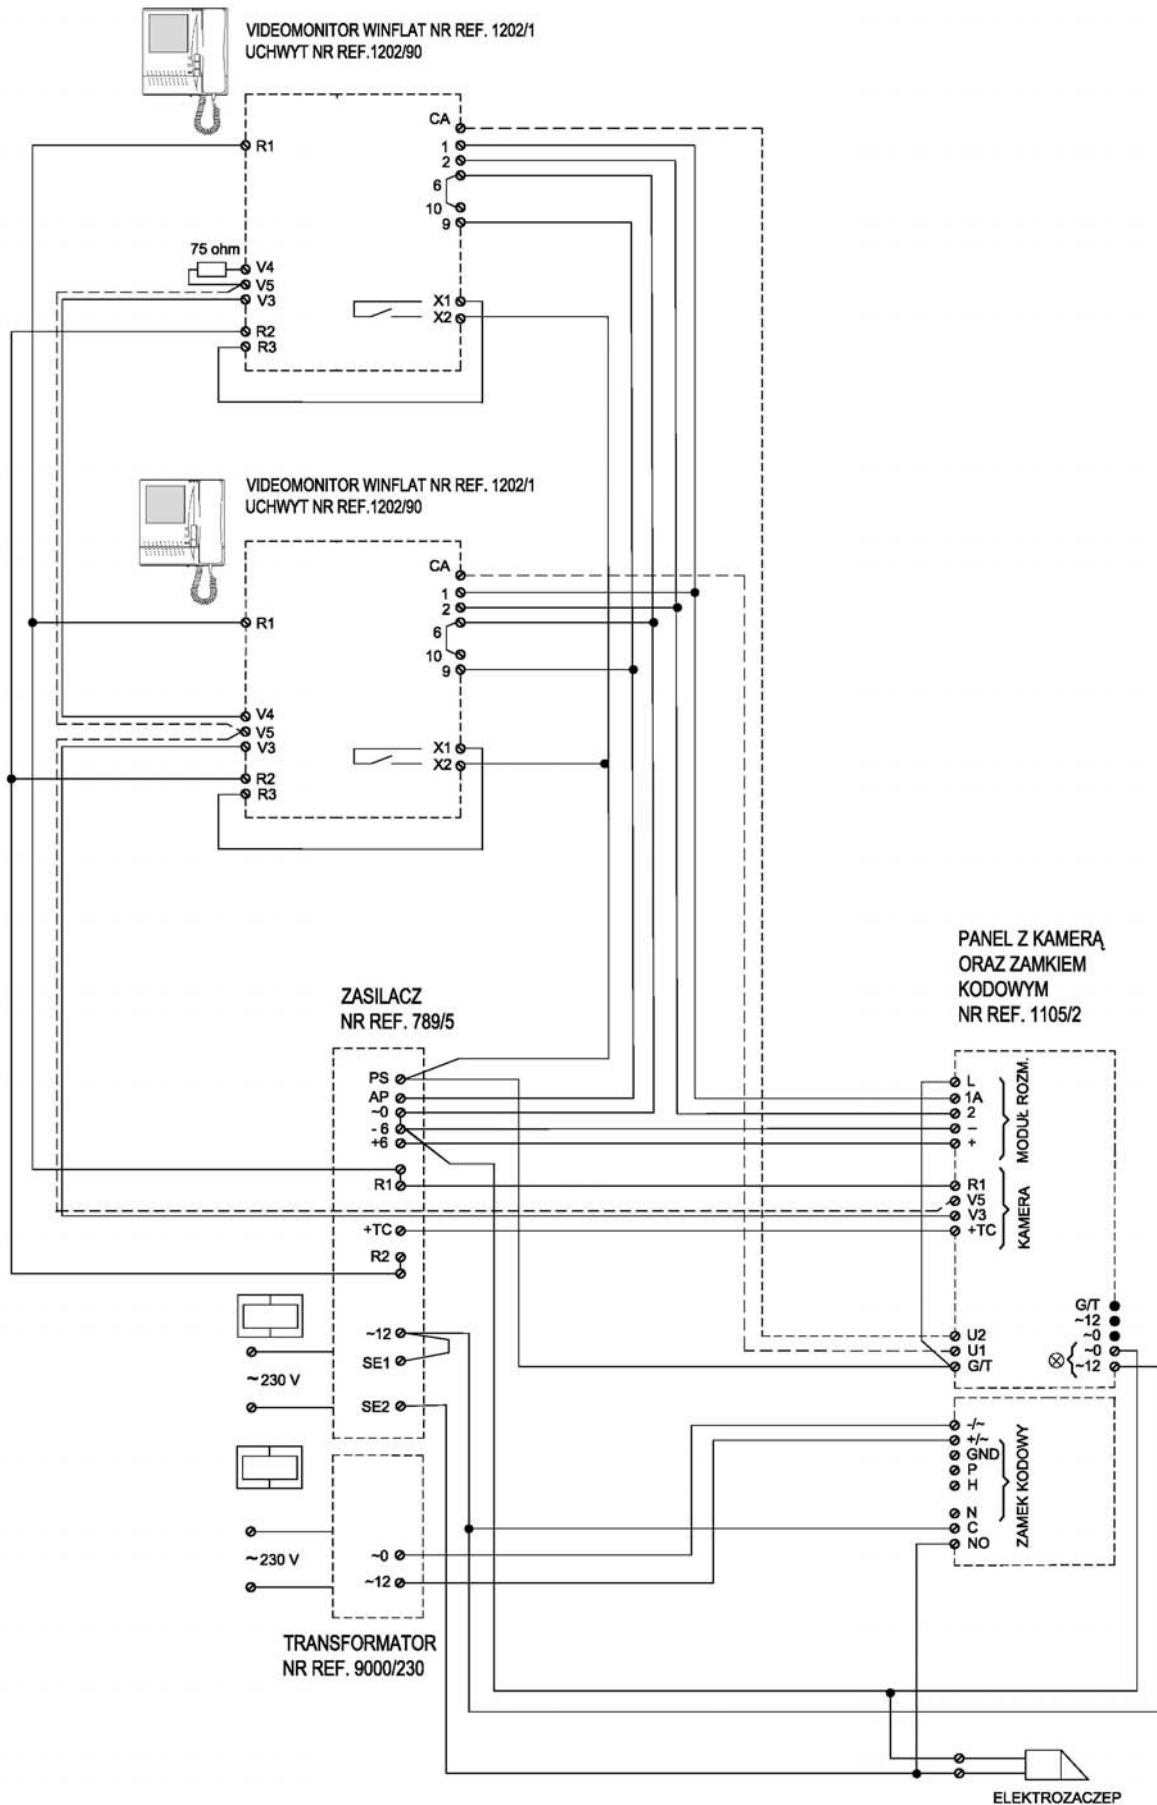 VIDEOMONITOR WINFLAT NR REF. 1202/1
UCHWYT NR REF.1202/90
CA
R1
1
2
6
10
9
75 ohm
V4
V5
V3
X1
X2
R2
R3
VIDEOMONITOR WINFLAT NR REF. 1202/1
UCHWYT NR REF.1202/90
CA
1
2
R1
6
10
9
V4
V5
V3
X1
X2
R2
R3
PANEL Z KAMERĄ
ORAZ ZAMKIEM
KODOWYM
NR REF. 1105/2
ZASILACZ
NR REF. 789/5
PS
AP
~0
- 6
+6
R1
+TC
R2
~12
SE1
SE2
~230 V
L
1A
2
–
+
MODUŁ ROZM.
R1
V5
V3
+TC
KAMERA
G/T
~12
~0
~0
~12
U2
U1
G/T
-/~
+/~
GND
P
H
N
C
NO
ZAMEK KODOWY
~230 V
~0
~12
TRANSFORMATOR
NR REF. 9000/230
ELEKTROZACZEP